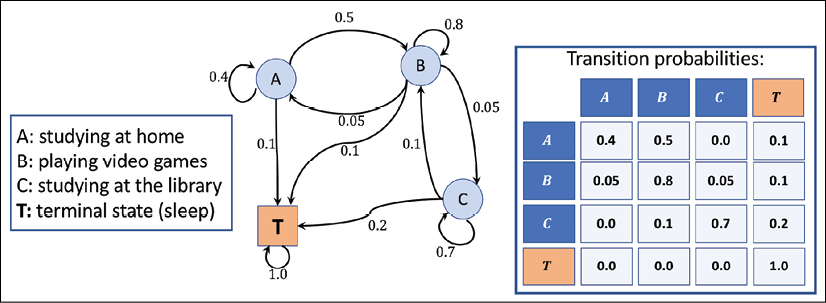 A: studying at home
B: playing video games
C: studying at the library
T: terminal state (sleep)
0.5
0.8
0.4
A
B
0.05
0.05
0.1
0.1
0.1
C
T
0.2
0.7
1.0
Transition probabilities:
A B C T
A 0.4 0.5 0.0 0.1
B 0.05 0.8 0.05 0.1
C 0.0 0.1 0.7 0.2
T 0.0 0.0 0.0 1.0